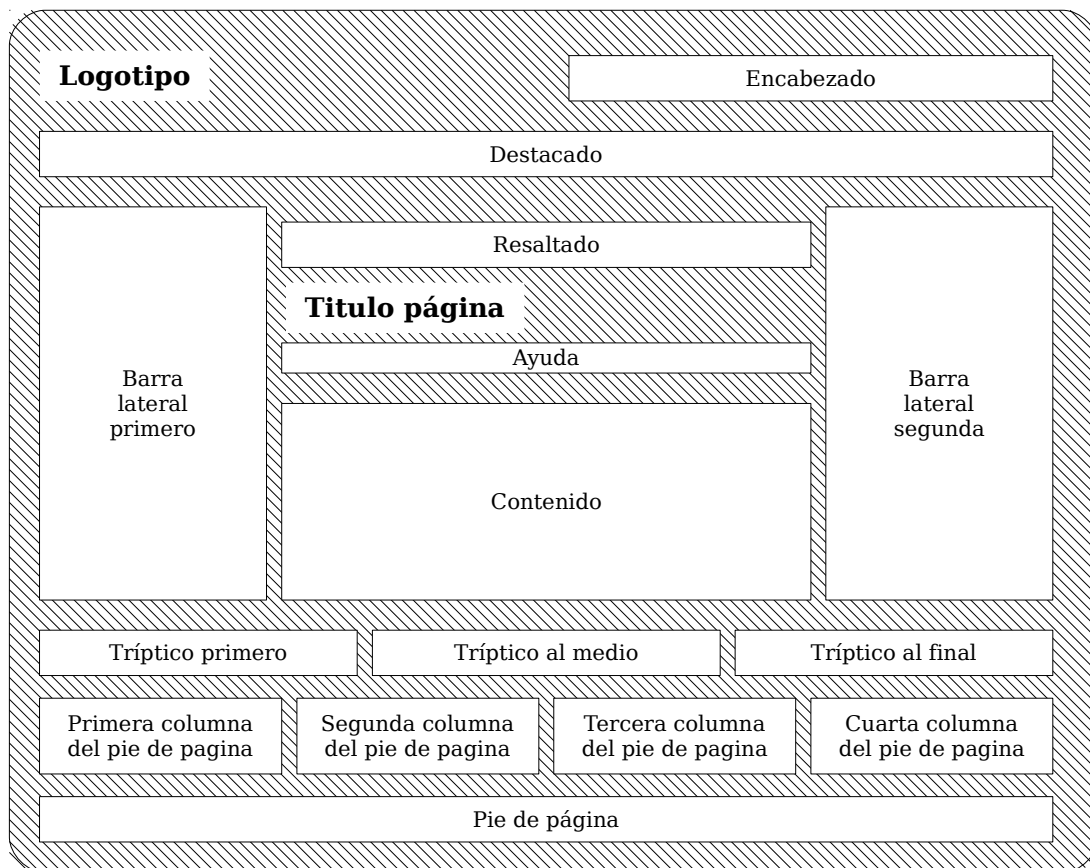 Logotipo
Encabezado
Destacado
Resaltado
Titulo página
Ayuda
Barra
lateral
primero
Contenido
Barra
lateral
segunda
Tríptico primero
Tríptico al medio
Tríptico al final
Primera columna
del pie de pagina
Segunda columna
del pie de pagina
Tercera columna
del pie de pagina
Cuarta columna
del pie de pagina
Pie de página